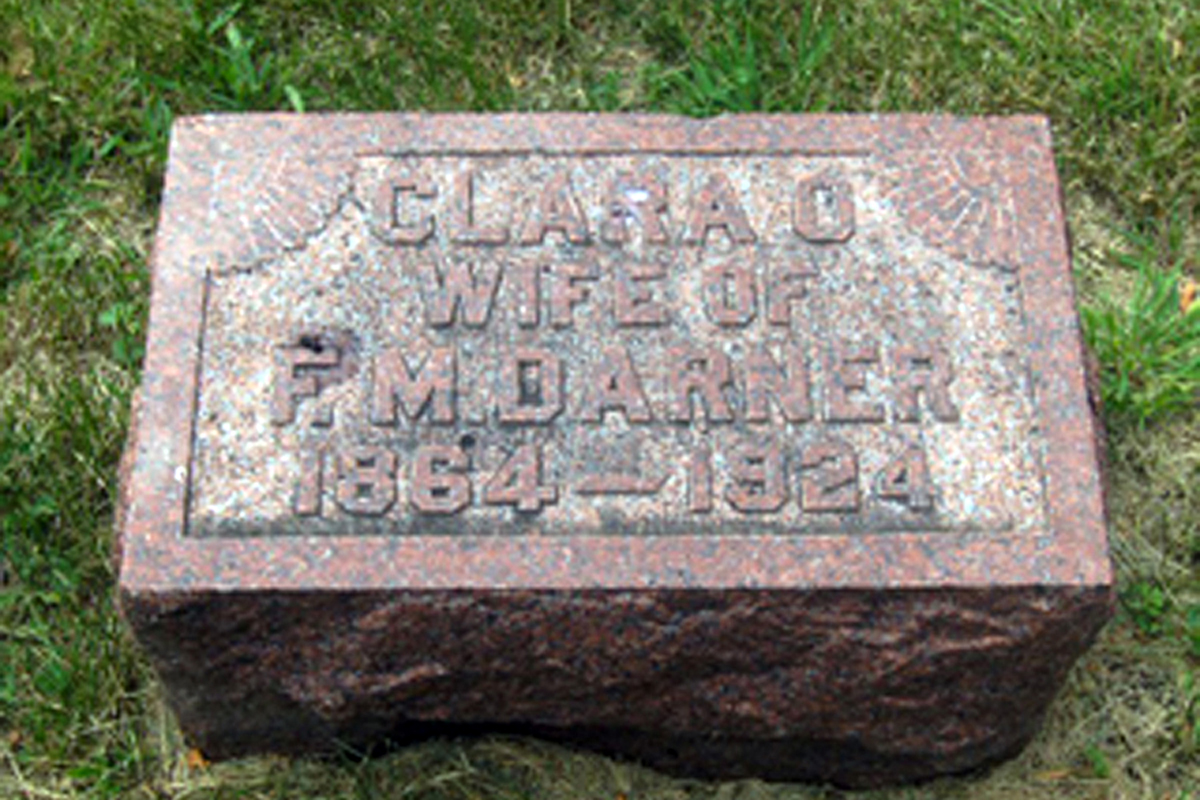 CLARA O
WIFE OF
F. M. DARNER
1864–1924